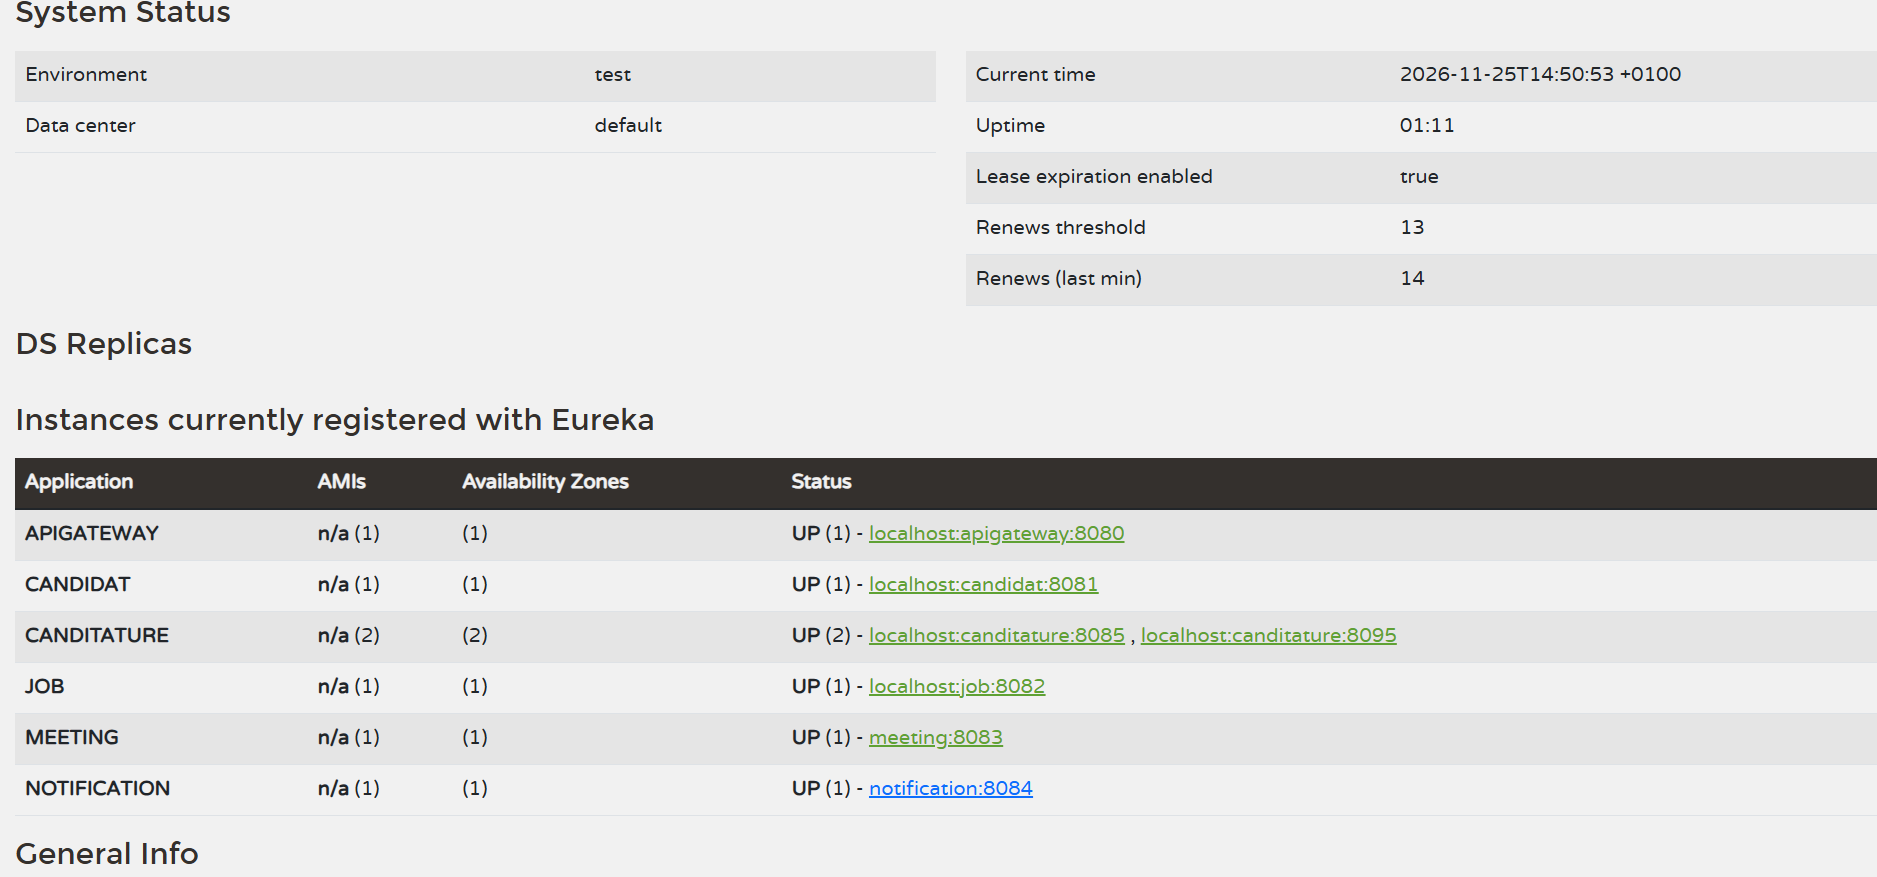 System Status
Environment test
Data center default
Current time 2026-11-25T14:50:53 +0100
Uptime 01:11
Lease expiration enabled true
Renews threshold 13
Renews (last min) 14
DS Replicas
Instances currently registered with Eureka
Application AMIs Availability Zones Status
APIGATEWAY n/a (1) (1) UP (1) - localhost:apigateway:8080
CANDIDAT n/a (1) (1) UP (1) - localhost:candidat:8081
CANDITATURE n/a (2) (2) UP (2) - localhost:canditature:8085 , localhost:canditature:8095
JOB n/a (1) (1) UP (1) - localhost:job:8082
MEETING n/a (1) (1) UP (1) - meeting:8083
NOTIFICATION n/a (1) (1) UP (1) - notification:8084
General Info